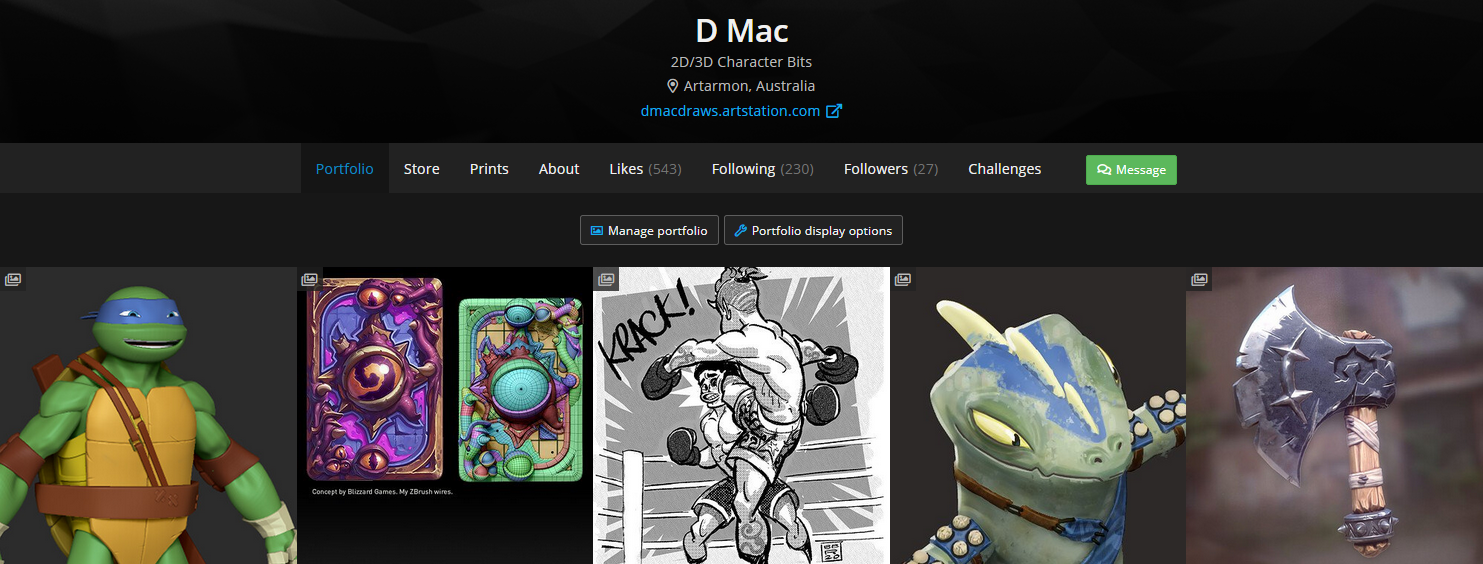 D Mac
2D/3D Character Bits
Artarmon, Australia
dmacdraws.artstation.com
Portfolio Store Prints About Likes (543) Following (230) Followers (27) Challenges Message
Manage portfolio Portfolio display options
KRACK!
Concept by Blizzard Games. My ZBrush wires.